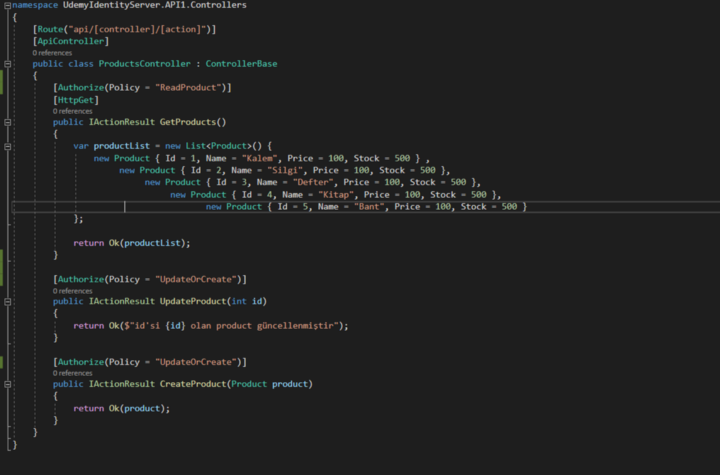 namespace UdemyIdentityServer.API1.Controllers
{
[Route("api/[controller]/[action]")]
[ApiController]
0 references
public class ProductsController : ControllerBase
{
[Authorize(Policy = "ReadProduct")]
[HttpGet]
0 references
public IActionResult GetProducts()
{
var productList = new List<Product>() {
new Product { Id = 1, Name = "Kalem", Price = 100, Stock = 500 } ,
new Product { Id = 2, Name = "Silgi", Price = 100, Stock = 500 },
new Product { Id = 3, Name = "Defter", Price = 100, Stock = 500 },
new Product { Id = 4, Name = "Kitap", Price = 100, Stock = 500 },
new Product { Id = 5, Name = "Bant", Price = 100, Stock = 500 }
};
return Ok(productList);
}
[Authorize(Policy = "UpdateOrCreate")]
0 references
public IActionResult UpdateProduct(int id)
{
return Ok($"id'si {id} olan product güncellenmiştir");
}
[Authorize(Policy = "UpdateOrCreate")]
0 references
public IActionResult CreateProduct(Product product)
{
return Ok(product);
}
}
}